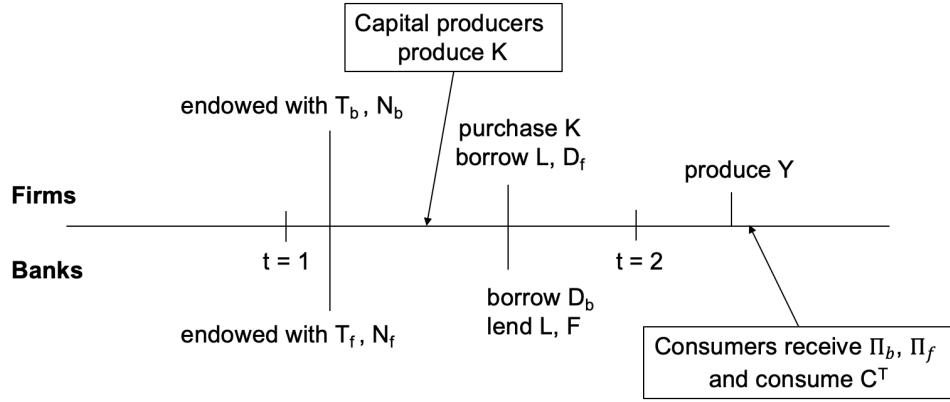 Capital producers
produce K
endowed with T_b, N_b
purchase K
borrow L, D_f
produce Y
Firms
t = 1
t = 2
Banks
borrow D_b
lend L, F
endowed with T_f, N_f
Consumers receive Π_b, Π_f
and consume C^T